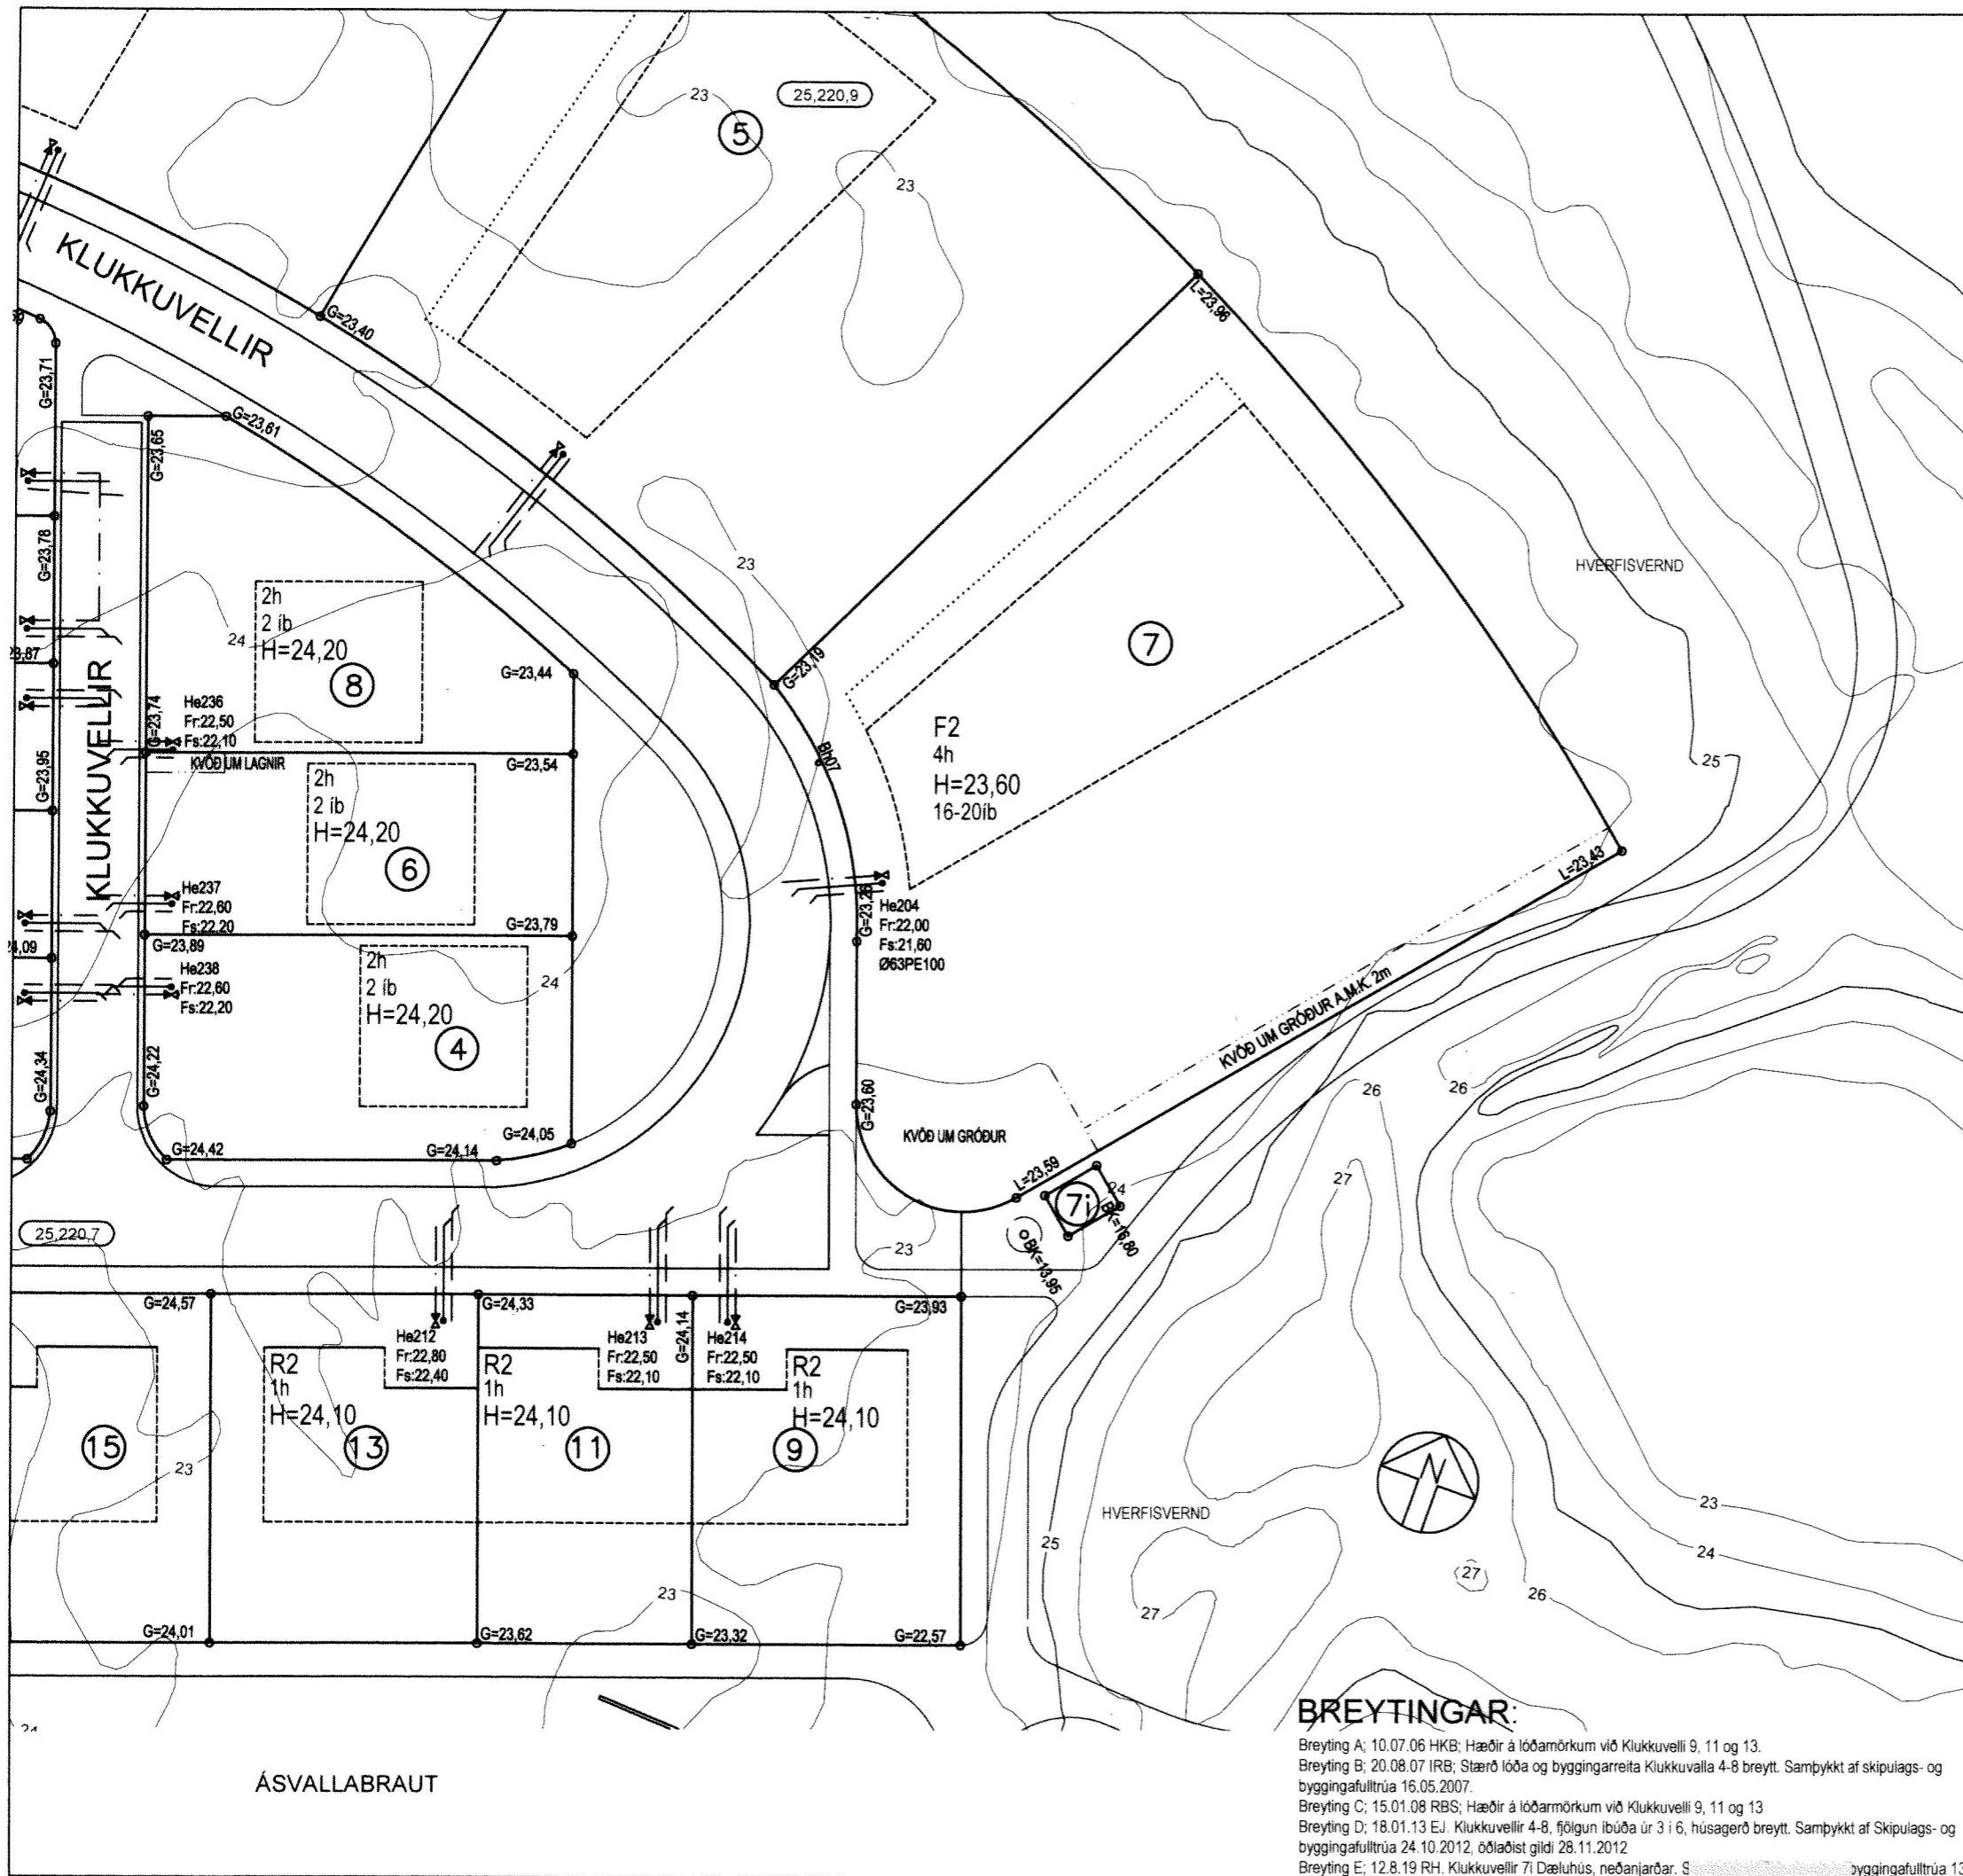 25,220,9
23
5
23
KLUKKUVELLIR
G=23,40
L=23,96
G=23,71
G=23,61
G=23,65
G=23,78
23
HVERFISVERND
2h
2 íb
H=24,20
8
24
7
G=23,44
G=23,19
KLUKKUVELLIR
G=23,74
He236
Fr:22,50
Fs:22,10
KVÖÐ UM LAGNIR
G=23,54
Bh07
F2
4h
H=23,60
16-20íb
25
G=23,95
2h
2 íb
H=24,20
6
L=23,43
He237
Fr:22,60
Fs:22,20
G=23,89
G=23,79
G=23,26
He204
Fr:22,00
Fs:21,60
Ø63PE100
24,09
He238
Fr:22,60
Fs:22,20
2h
2 íb
H=24,20
4
24
KVÖÐ UM GRÓÐUR A.M.K. 2m
G=24,34
G=24,22
G=23,60
26
26
G=24,42
G=24,14
G=24,05
KVÖÐ UM GRÓÐUR
L=23,59
7i
24
BK=16,80
27
25,220,7
23
BK=13,95
G=24,57
G=24,33
G=24,14
G=23,93
He212
Fr:22,80
Fs:22,40
He213
Fr:22,50
Fs:22,10
He214
Fr:22,50
Fs:22,10
R2
1h
H=24,10
R2
1h
H=24,10
R2
1h
H=24,10
15
13
11
9
23
N
23
HVERFISVERND
25
24
27
26
27
23
G=24,01
G=23,62
G=23,32
G=22,57
ÁSVALLABRAUT
BREYTINGAR:
Breyting A; 10.07.06 HKB; Hæðir á lóðamörkum við Klukkuvelli 9, 11 og 13.
Breyting B; 20.08.07 IRB; Stærð lóða og byggingarreita Klukkuvalla 4-8 breytt. Samþykkt af skipulags- og
byggingafulltrúa 16.05.2007.
Breyting C; 15.01.08 RBS; Hæðir á lóðarmörkum við Klukkuvelli 9, 11 og 13
Breyting D; 18.01.13 EJ. Klukkuvellir 4-8, fjölgun íbúða úr 3 í 6, húsagerð breytt. Samþykkt af Skipulags- og
byggingafulltrúa 24.10.2012, öðlaðist gildi 28.11.2012
Breyting E; 12.8.19 RH. Klukkuvellir 7i Dæluhús, neðanjarðar. byggingafulltrúa 13